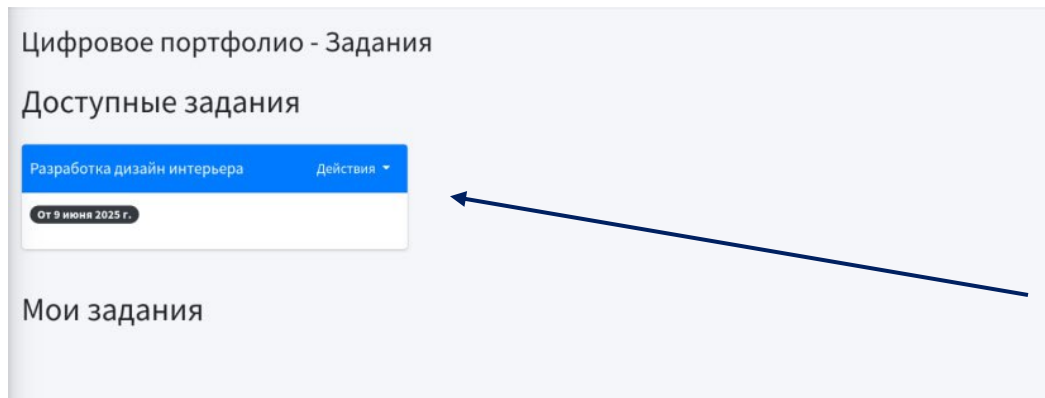 Цифровое портфолио - Задания
Доступные задания
Разработка дизайн интерьера Действия
От 9 июня 2025 г.
Мои задания